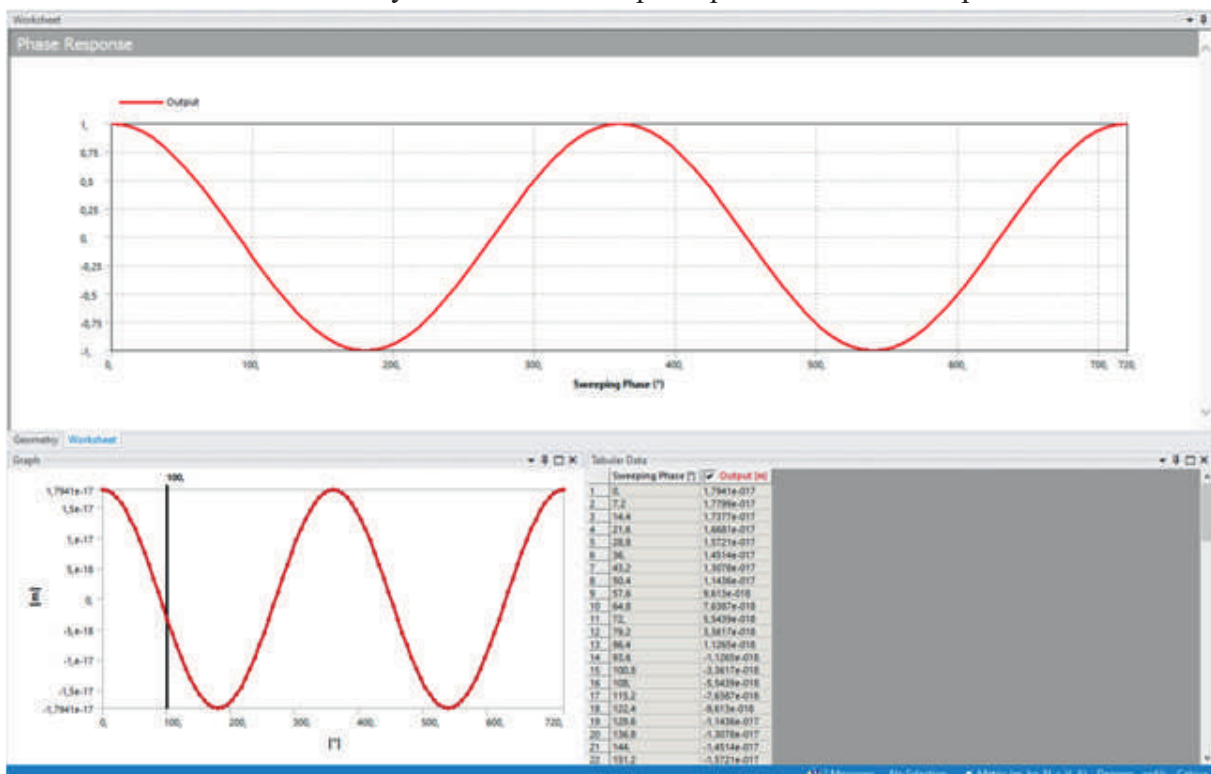 Worksheet
Phase Response
Output
1,
0,75
0,5
0,25
0,
-0,25
-0,5
-0,75
-1,
0, 100, 200, 300, 400, 500, 600, 700, 720,
Sweeping Phase (°)
Geometry Worksheet
Graph
100,
1,7941e-17
1,5e-17
1,e-17
5,e-18
0,
-5,e-18
-1,e-17
-1,5e-17
-1,7941e-17
[m]
0, 100, 200, 300, 400, 500, 600, 720,
[°]
Tabular Data
Sweeping Phase [°] Output [m]
1 0, 1,7941e-017
2 7,2 1,7799e-017
3 14,4 1,7377e-017
4 21,6 1,6681e-017
5 28,8 1,5721e-017
6 36, 1,4514e-017
7 43,2 1,3078e-017
8 50,4 1,1436e-017
9 57,6 9,613e-018
10 64,8 7,6387e-018
11 72, 5,5439e-018
12 79,2 3,3617e-018
13 86,4 1,1265e-018
14 93,6 -1,1265e-018
15 100,8 -3,3617e-018
16 108, -5,5439e-018
17 115,2 -7,6387e-018
18 122,4 -9,613e-018
19 129,6 -1,1436e-017
20 136,8 -1,3078e-017
21 144, -1,4514e-017
22 151,2 -1,5721e-017
No Selection